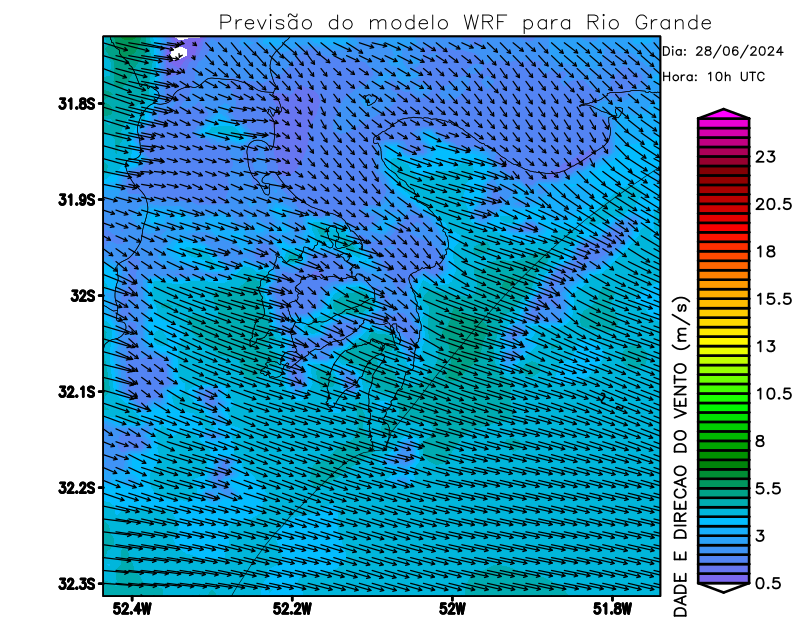 Previsão do modelo WRF para Rio Grande
Dia: 28/06/2024
Hora: 10h UTC
31.8S
31.9S
32S
32.1S
32.2S
32.3S
52.4W
52.2W
52W
51.8W
23
20.5
18
15.5
13
10.5
8
5.5
3
0.5
DADE E DIRECAO DO VENTO (m/s)